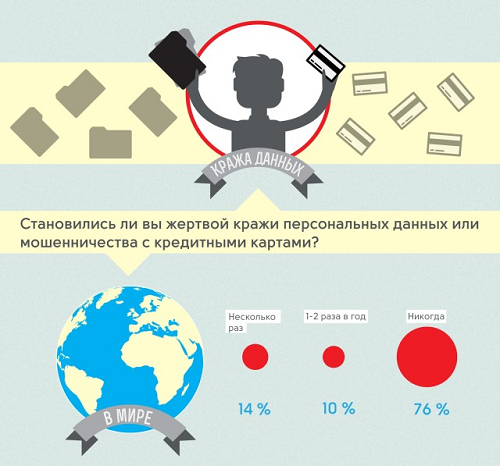 КРАЖА ДАННЫХ
Становились ли вы жертвой кражи персональных данных или
мошенничества с кредитными картами?
Несколько
раз
1-2 раза в год
Никогда
14 %
10 %
76 %
В МИРЕ